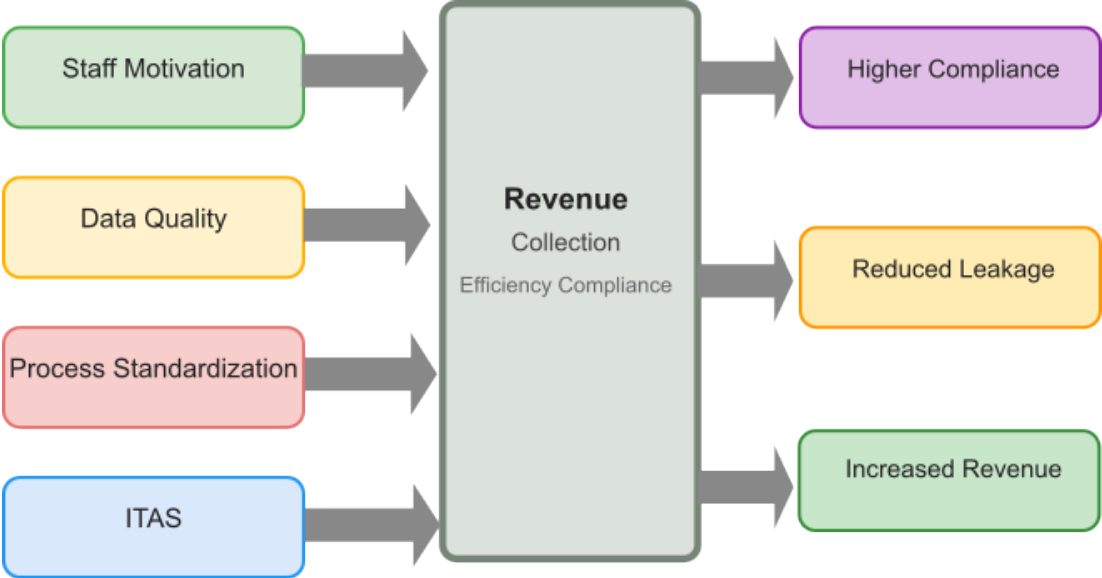 Staff Motivation
Data Quality
Process Standardization
ITAS
Revenue
Collection
Efficiency Compliance
Higher Compliance
Reduced Leakage
Increased Revenue